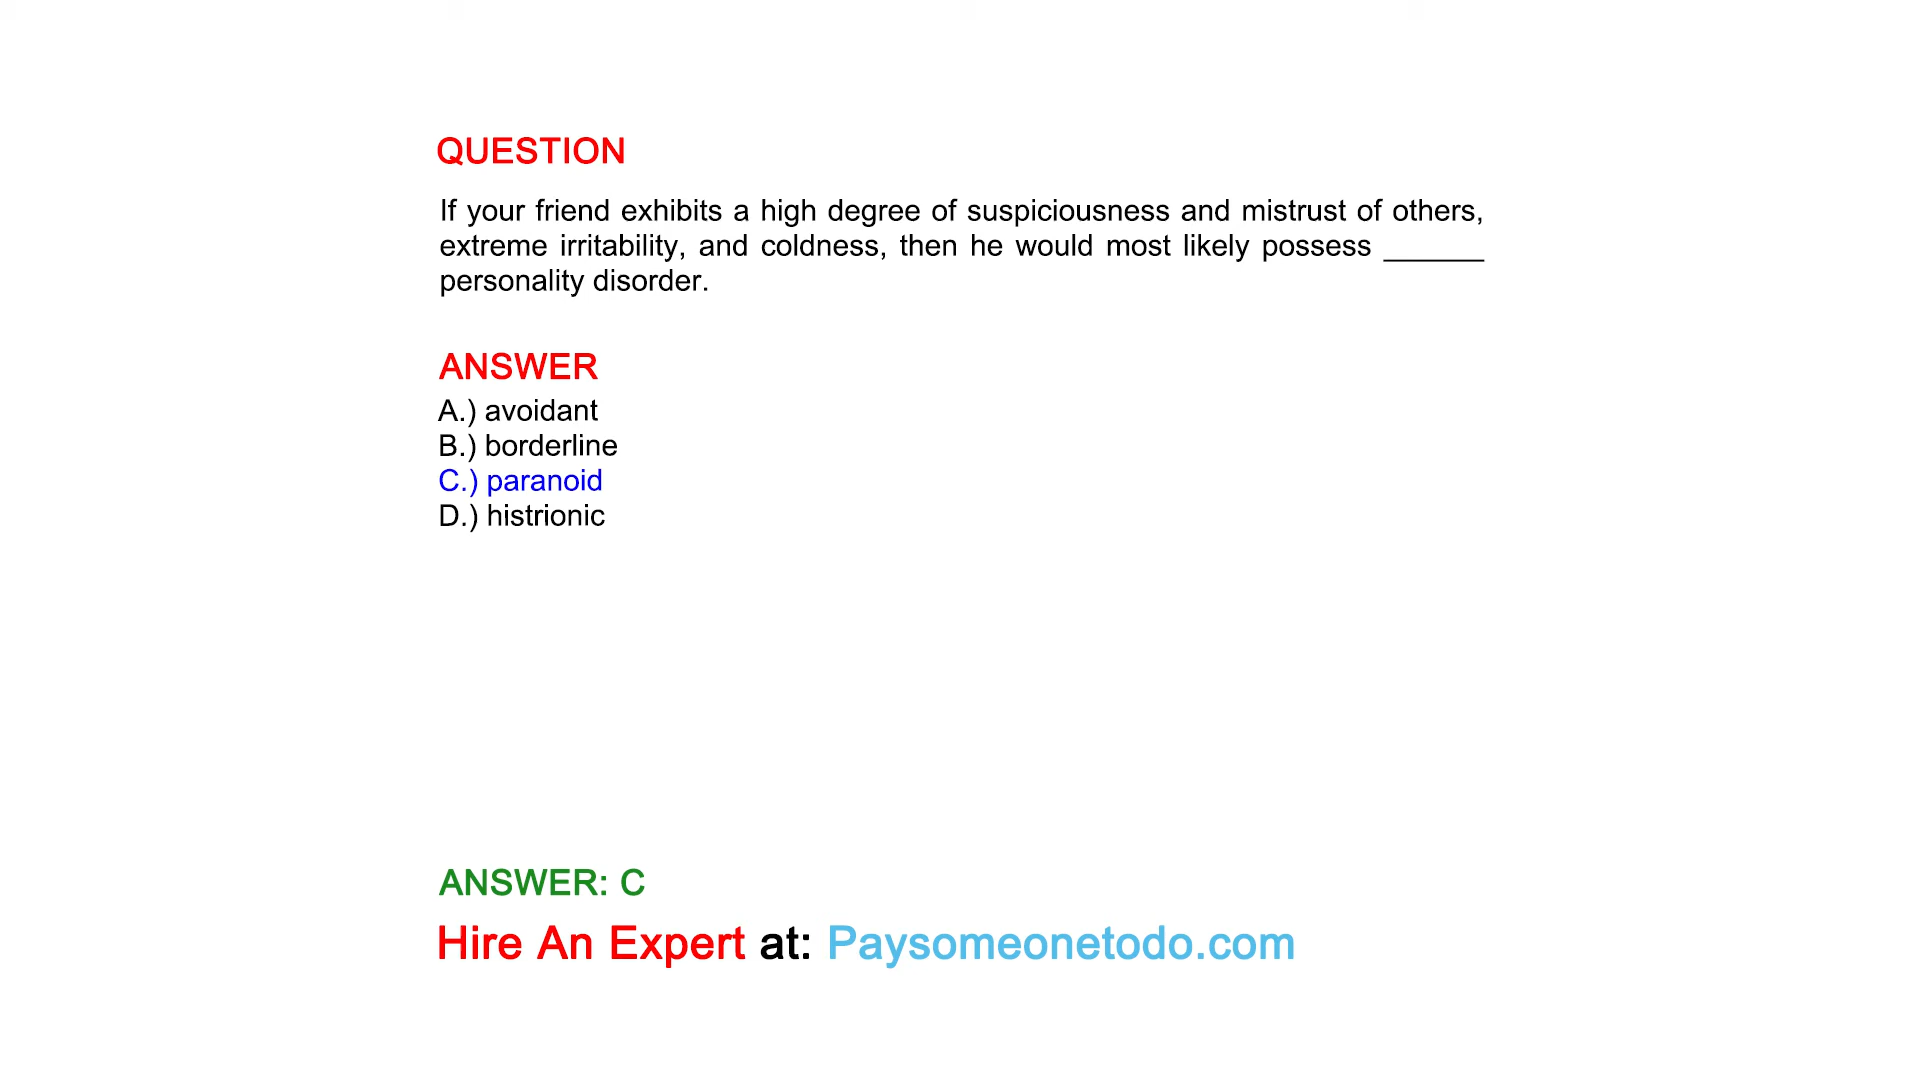 QUESTION
If your friend exhibits a high degree of suspiciousness and mistrust of others,
extreme irritability, and coldness, then he would most likely possess ______
personality disorder.
ANSWER
A.) avoidant
B.) borderline
C.) paranoid
D.) histrionic
ANSWER: C
Hire An Expert at: Paysomeonetodo.com